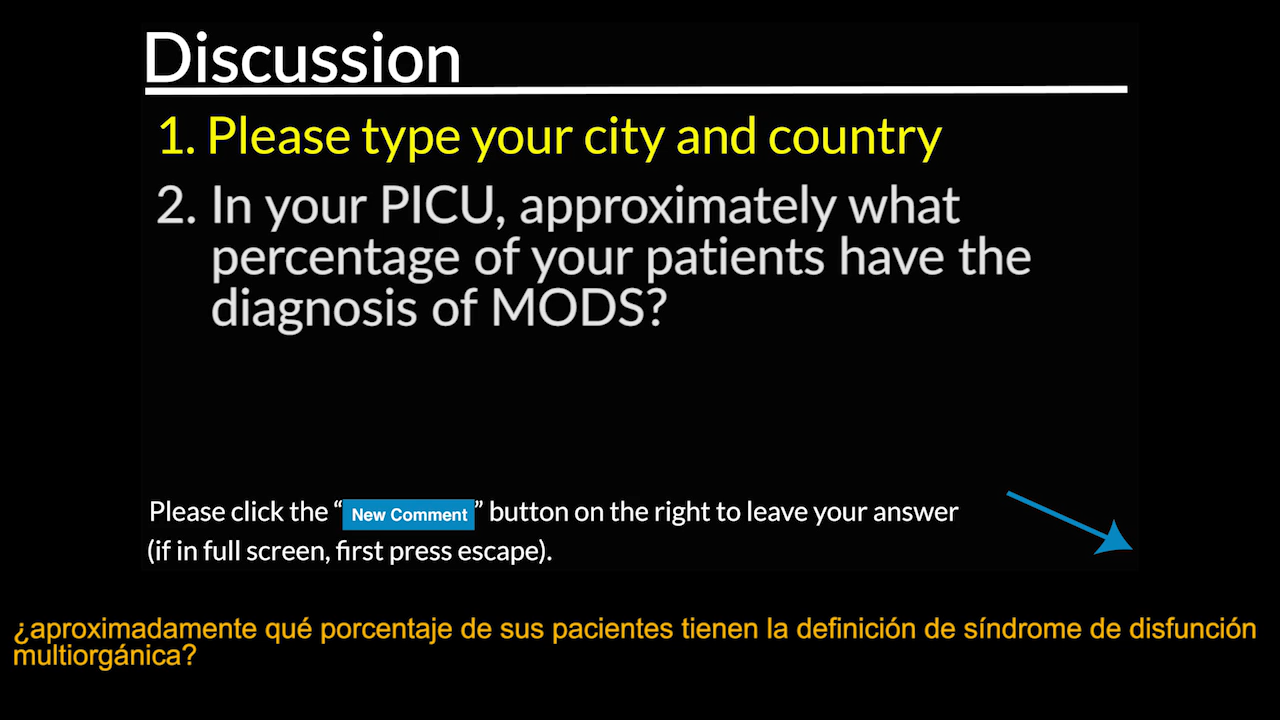 Discussion
1. Please type your city and country
2. In your PICU, approximately what
percentage of your patients have the
diagnosis of MODS?
Please click the “New Comment” button on the right to leave your answer
(if in full screen, first press escape).
¿aproximadamente qué porcentaje de sus pacientes tienen la definición de síndrome de disfunción
multiorgánica?